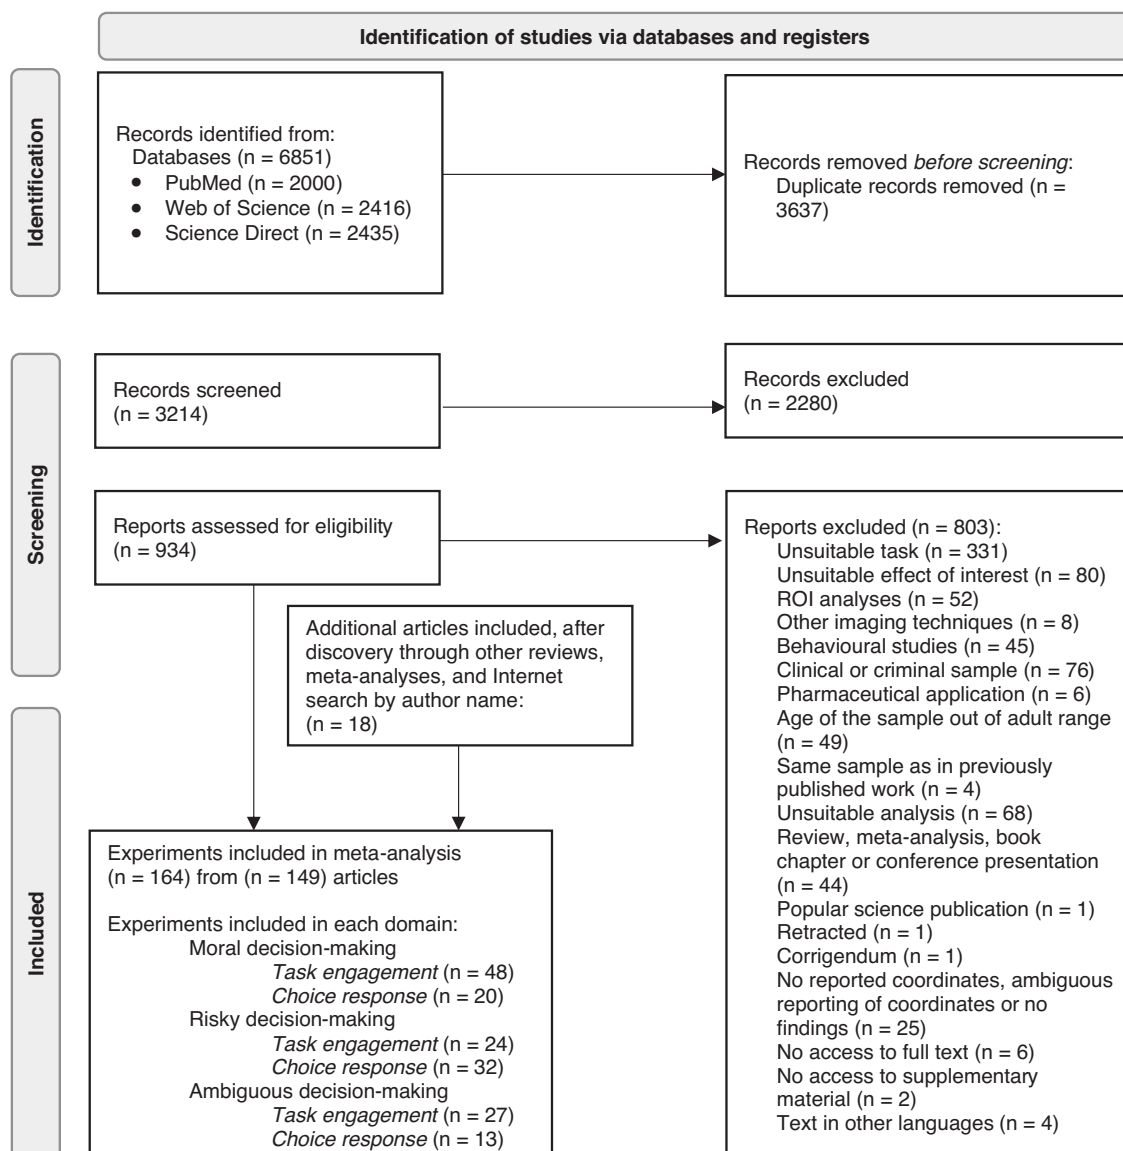 Identification of studies via databases and registers
Identification
Records identified from:
Databases (n = 6851)
• PubMed (n = 2000)
• Web of Science (n = 2416)
• Science Direct (n = 2435)
Records removed before screening:
Duplicate records removed (n =
3637)
Screening
Records screened
(n = 3214)
Records excluded
(n = 2280)
Reports assessed for eligibility
(n = 934)
Reports excluded (n = 803):
Unsuitable task (n = 331)
Unsuitable effect of interest (n = 80)
ROI analyses (n = 52)
Other imaging techniques (n = 8)
Behavioural studies (n = 45)
Clinical or criminal sample (n = 76)
Pharmaceutical application (n = 6)
Age of the sample out of adult range
(n = 49)
Same sample as in previously
published work (n = 4)
Unsuitable analysis (n = 68)
Review, meta-analysis, book
chapter or conference presentation
(n = 44)
Popular science publication (n = 1)
Retracted (n = 1)
Corrigendum (n = 1)
No reported coordinates, ambiguous
reporting of coordinates or no
findings (n = 25)
No access to full text (n = 6)
No access to supplementary
material (n = 2)
Text in other languages (n = 4)
Additional articles included, after
discovery through other reviews,
meta-analyses, and Internet
search by author name:
(n = 18)
Included
Experiments included in meta-analysis
(n = 164) from (n = 149) articles
Experiments included in each domain:
Moral decision-making
Task engagement (n = 48)
Choice response (n = 20)
Risky decision-making
Task engagement (n = 24)
Choice response (n = 32)
Ambiguous decision-making
Task engagement (n = 27)
Choice response (n = 13)